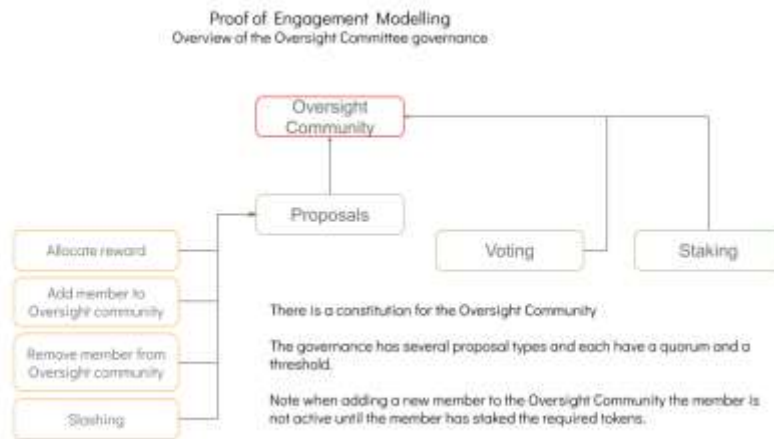 Proof of Engagement Modelling
Overview of the Oversight Committee governance
Oversight
Community
Proposals
Voting
Staking
Allocate reward
Add member to
Oversight community
Remove member from
Oversight community
Slashing
There is a constitution for the Oversight Community
The governance has several proposal types and each have a quorum and a
threshold.
Note when adding a new member to the Oversight Community the member is
not active until the member has staked the required tokens.